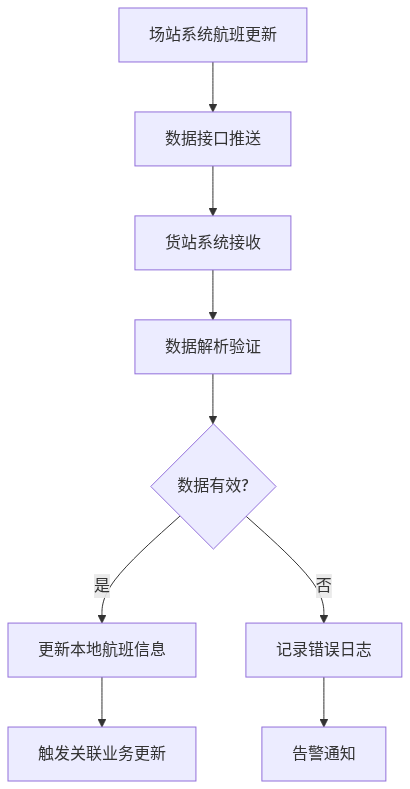 场站系统航班更新
数据接口推送
货站系统接收
数据解析验证
数据有效?
是
否
更新本地航班信息
记录错误日志
触发关联业务更新
告警通知